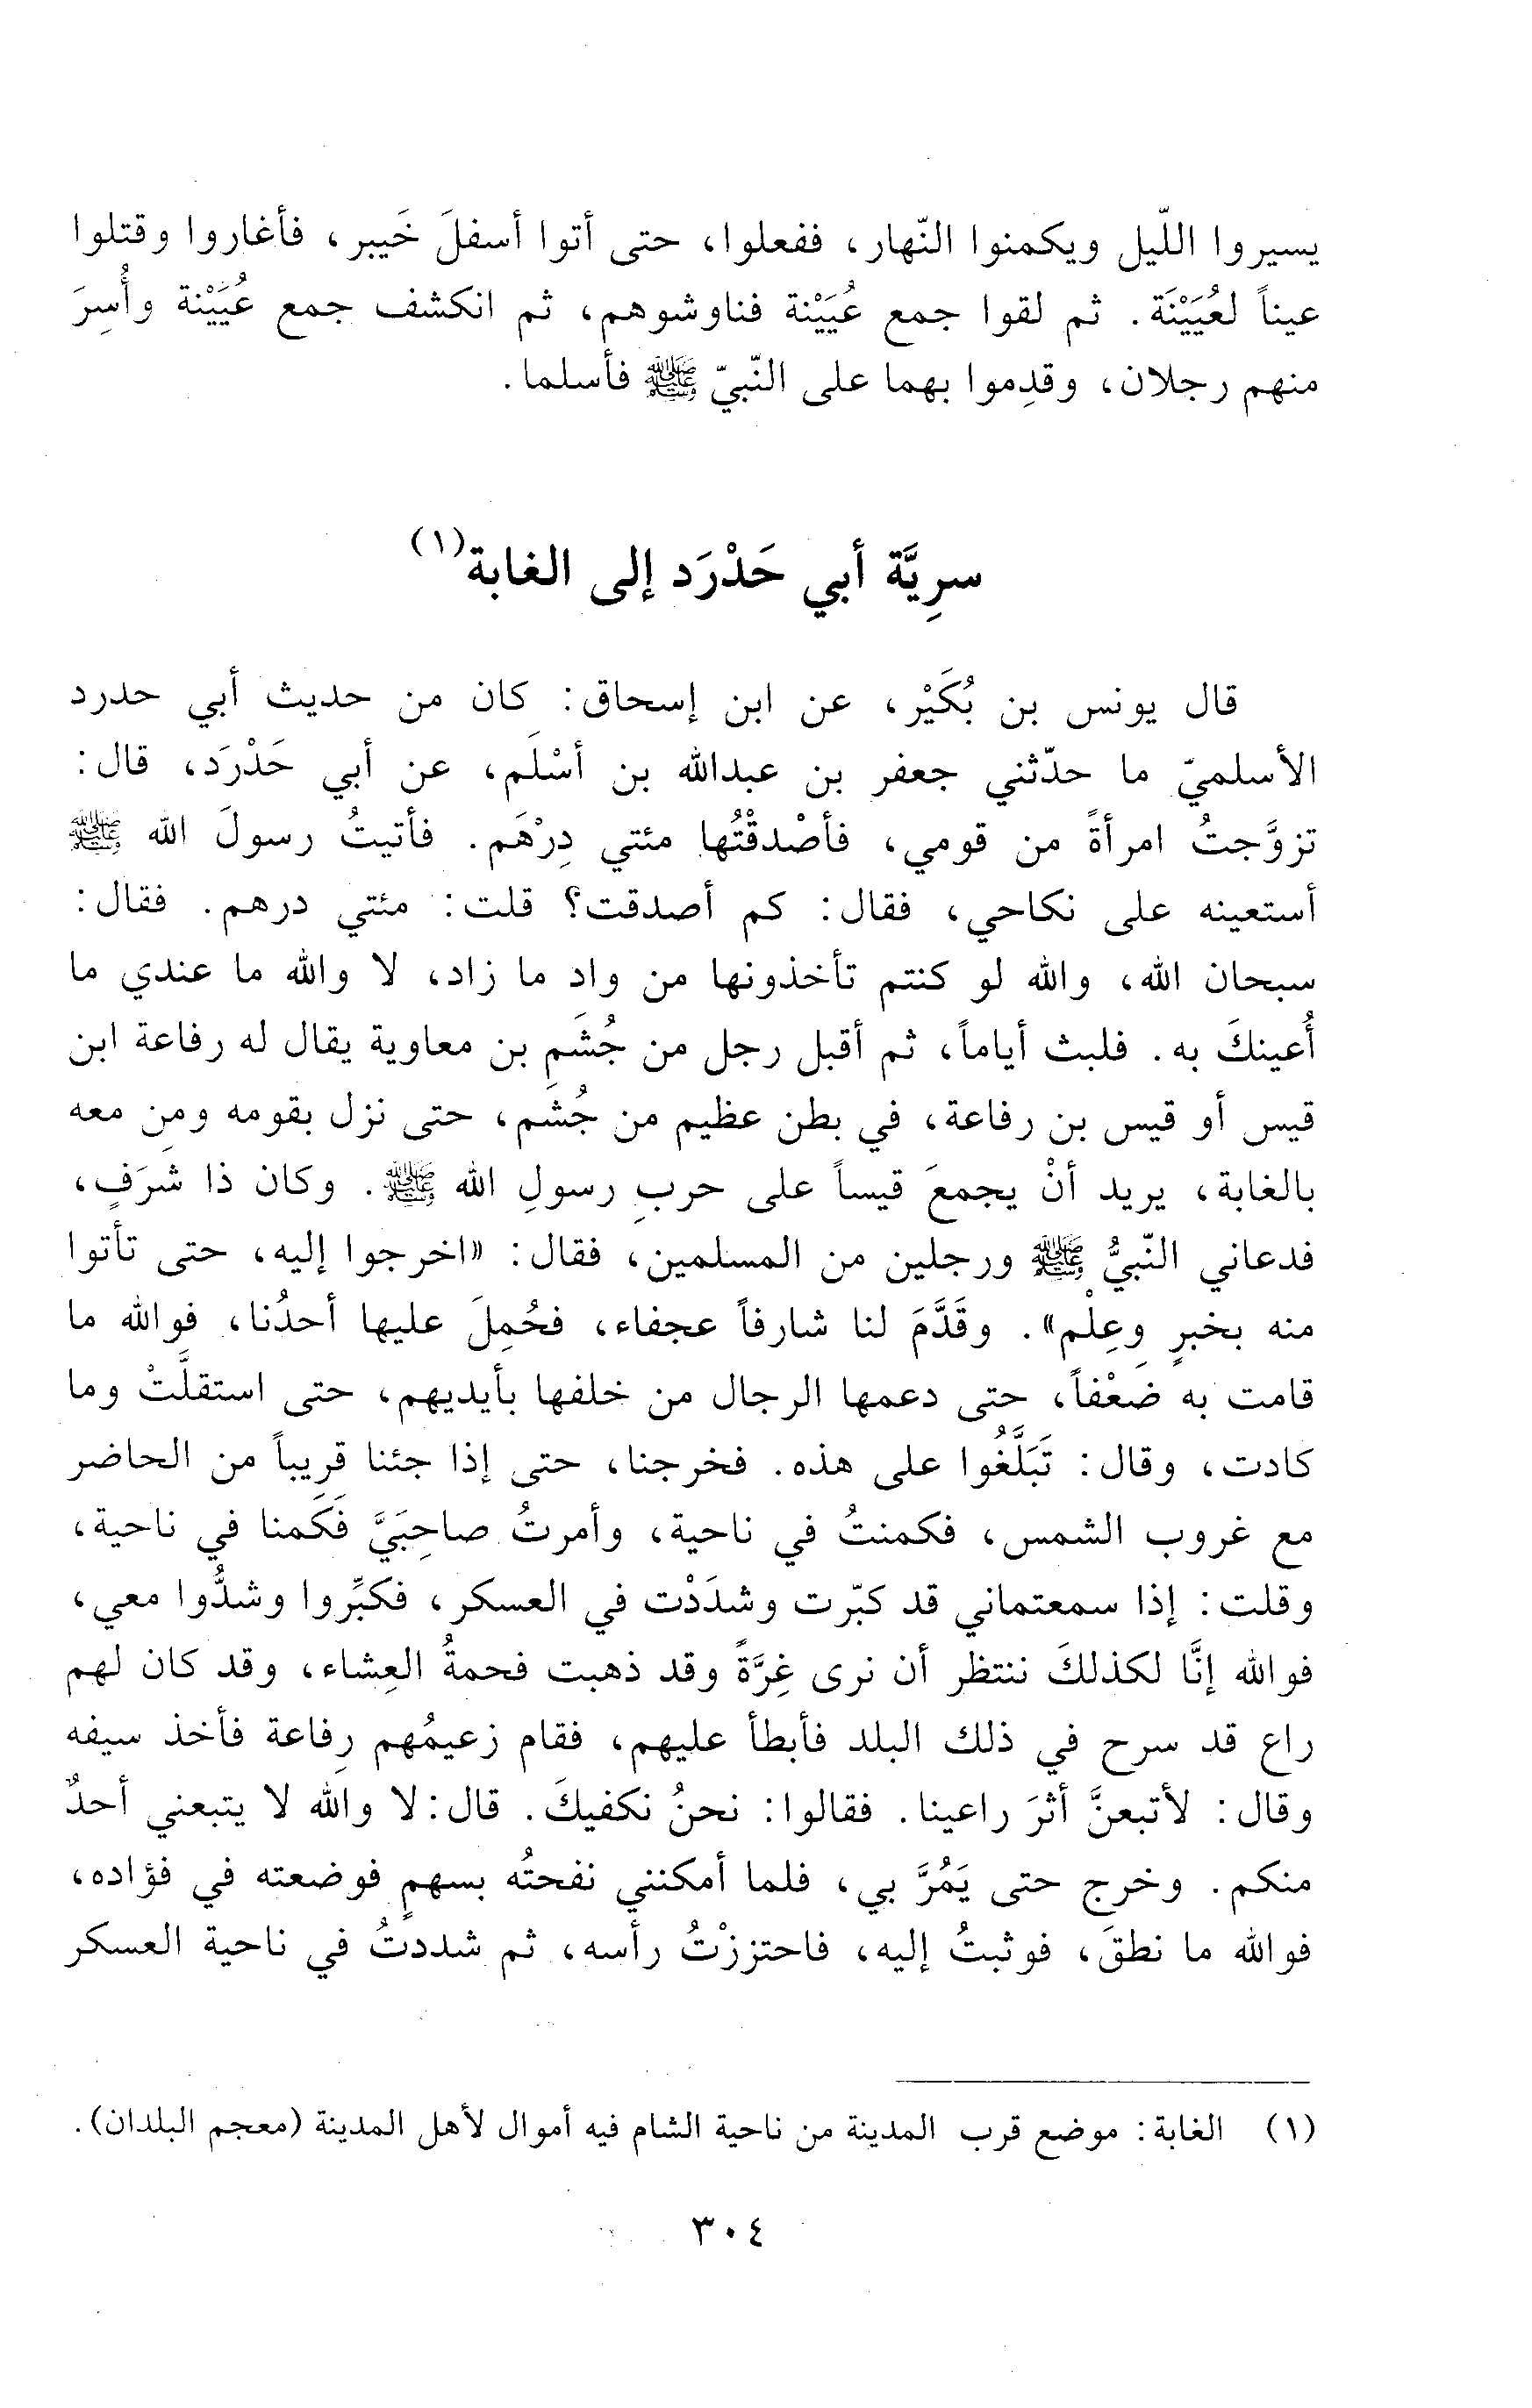 يسيروا اللّيل ويكمنوا النّهار، ففعلوا، حتى أتوا أسفلَ خَيبر، فأغاروا وقتلوا
عيناً لعُيَيْنَة. ثم لقوا جمع عُيَيْنة فناوشوهم، ثم انكشف جمع عُيَيْنة وأُسِرَ
منهم رجلان، وقدِموا بهما على النّبيّ ﷺ فأسلما.
سرِيَّة أبي حَدْرَد إلى الغابة(١)
قال يونس بن بُكَيْر، عن ابن إسحاق: كان من حديث أبي حدرد
الأسلميّ ما حدّثني جعفر بن عبدالله بن أسْلَم، عن أبي حَدْرَد، قال:
تزوَّجتُ امرأةً من قومي، فأصْدقْتُها مئتي دِرْهَم. فأتيتُ رسولَ الله ﷺ
أستعينه على نكاحي، فقال: كم أصدقت؟ قلت: مئتي درهم. فقال:
سبحان الله، والله لو كنتم تأخذونها من واد ما زاد، لا والله ما عندي ما
أُعينكَ به. فلبث أياماً، ثم أقبل رجل من جُشَم بن معاوية يقال له رفاعة ابن
قيس أو قيس بن رفاعة، في بطن عظيم من جُشَم، حتى نزل بقومه ومن معه
بالغابة، يريد أنْ يجمعَ قيساً على حربِ رسولِ الله ﷺ. وكان ذا شَرَفٍ،
فدعاني النّبيُّ ﷺ ورجلين من المسلمين، فقال: «اخرجوا إليه، حتى تأتوا
منه بخبرٍ وعِلْم». وقَدَّمَ لنا شارفاً عجفاء، فحُمِلَ عليها أحدُنا، فوالله ما
قامت به ضَعْفاً، حتى دعمها الرجال من خلفها بأيديهم، حتى استقلَّتْ وما
كادت، وقال: تَبَلَّغُوا على هذه. فخرجنا، حتى إذا جئنا قريباً من الحاضر
مع غروب الشمس، فكمنتُ في ناحية، وأمرتُ صاحِبَيَّ فَكَمنا في ناحية،
وقلت: إذا سمعتماني قد كبّرت وشدَدْت في العسكر، فكبِّروا وشدُّوا معي،
فوالله إنَّا لكذلكَ ننتظر أن نرى غِرَّةً وقد ذهبت فحمةُ العِشاء، وقد كان لهم
راع قد سرح في ذلك البلد فأبطأ عليهم، فقام زعيمُهم رِفاعة فأخذ سيفه
وقال: لأتبعنَّ أثرَ راعينا. فقالوا: نحنُ نكفيكَ. قال: لا والله لا يتبعني أحدٌ
منكم. وخرج حتى يَمُرَّ بي، فلما أمكنني نفحتُه بسهمٍ فوضعته في فؤاده،
فوالله ما نطقَ، فوثبتُ إليه، فاحتززْتُ رأسه، ثم شددتُ في ناحية العسكر
(١) الغابة: موضع قرب المدينة من ناحية الشام فيه أموال لأهل المدينة (معجم البلدان).
٣٠٤